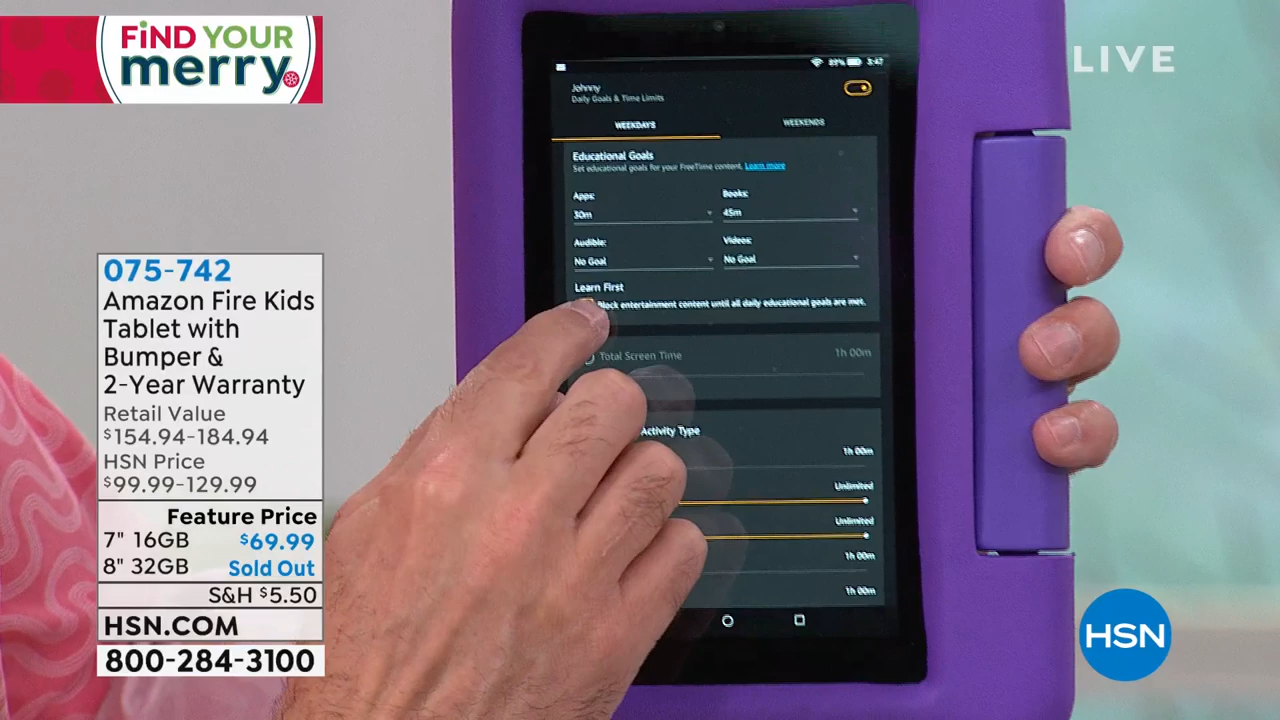 FiND YOUR
merry
LIVE
075-742
Amazon Fire Kids
Tablet with
Bumper &
2-Year Warranty
Retail Value
$154.94-184.94
HSN Price
$99.99-129.99
Feature Price
7" 16GB $69.99
8" 32GB Sold Out
S&H $5.50
HSN.COM
800-284-3100
89% 3:47
Johnny
Daily Goals & Time Limits
WEEKDAYS WEEKENDS
Educational Goals
Set educational goals for your FreeTime content. Learn more
Apps: Books:
30m 45m
Audible: Videos:
No Goal No Goal
Learn First
Block entertainment content until all daily educational goals are met.
Total Screen Time 1h 00m
Activity Type
1h 00m
Unlimited
Unlimited
1h 00m
1h 00m
HSN